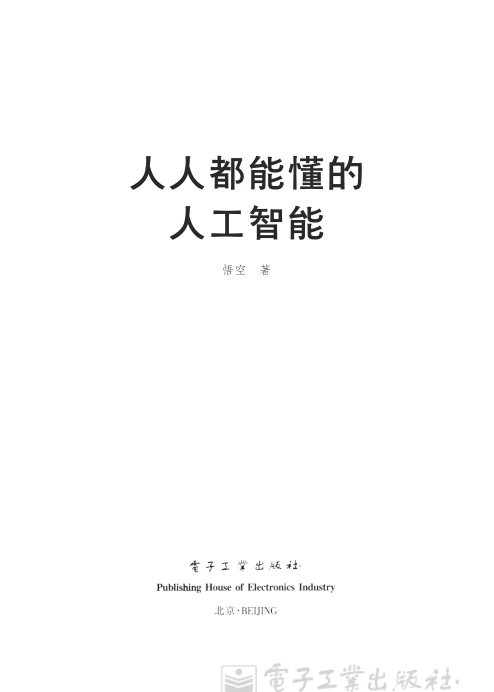 人人都能懂的
人工智能
悟空 著
電子工業出版社·
Publishing House of Electronics Industry
北京·BEIJING
電子工業出版社·